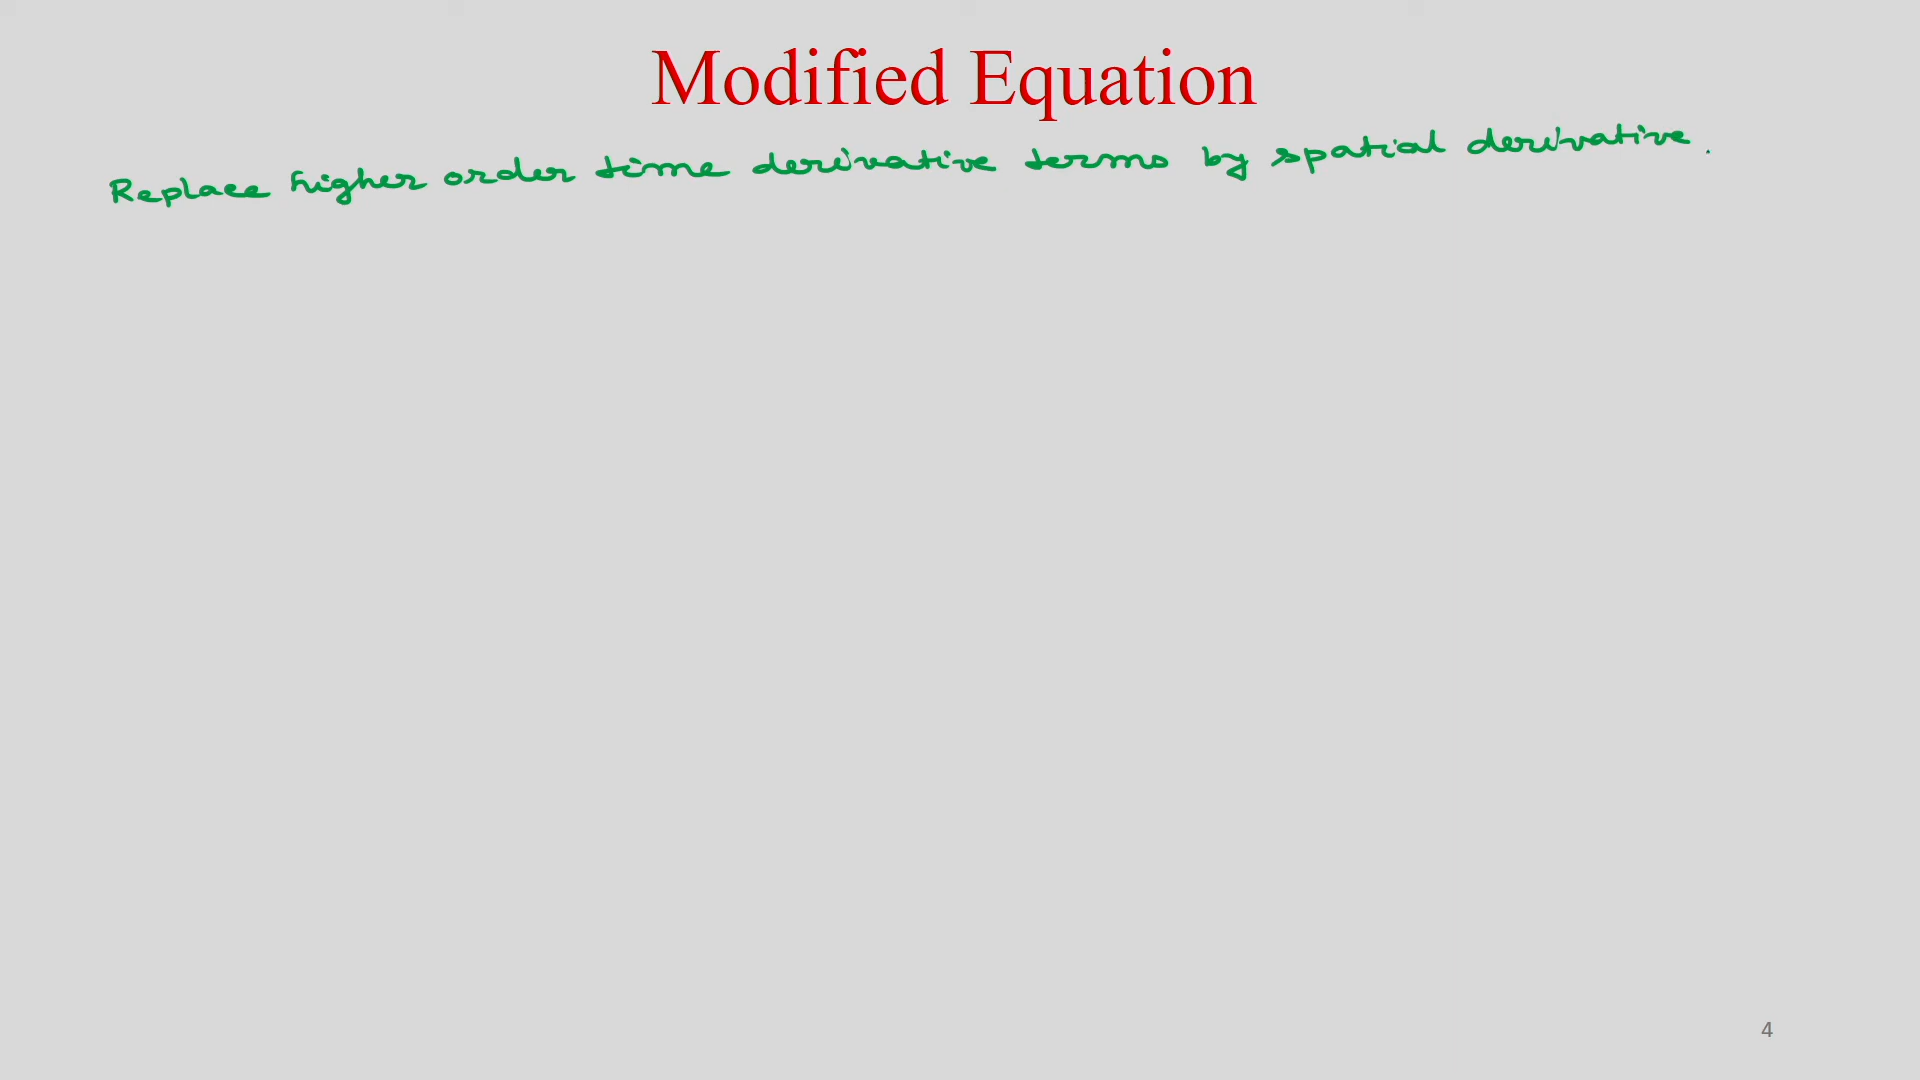 Modified Equation
Replace higher order time derivative terms by spatial derivative.
4